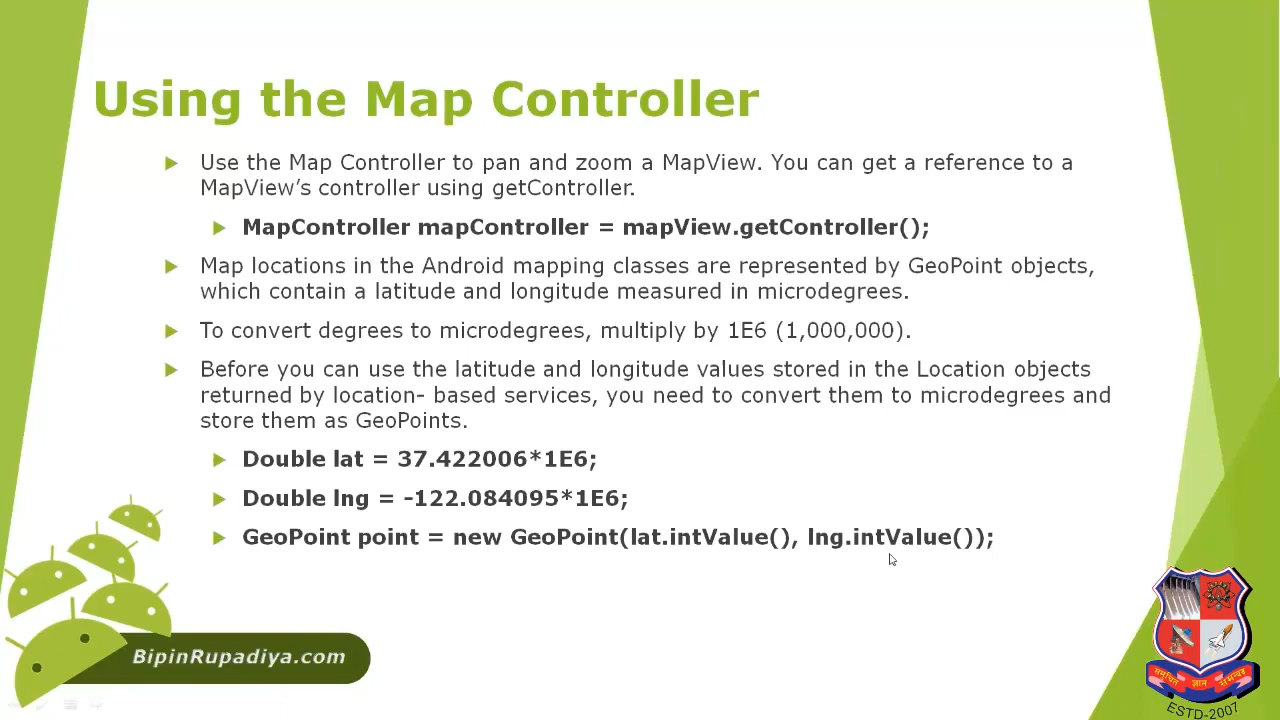 Using the Map Controller
Use the Map Controller to pan and zoom a MapView. You can get a reference to a
MapView’s controller using getController.
MapController mapController = mapView.getController();
Map locations in the Android mapping classes are represented by GeoPoint objects,
which contain a latitude and longitude measured in microdegrees.
To convert degrees to microdegrees, multiply by 1E6 (1,000,000).
Before you can use the latitude and longitude values stored in the Location objects
returned by location- based services, you need to convert them to microdegrees and
store them as GeoPoints.
Double lat = 37.422006*1E6;
Double lng = -122.084095*1E6;
GeoPoint point = new GeoPoint(lat.intValue(), lng.intValue());
BipinRupadiya.com
समुचित ज्ञान समन्वय
ESTD-2007